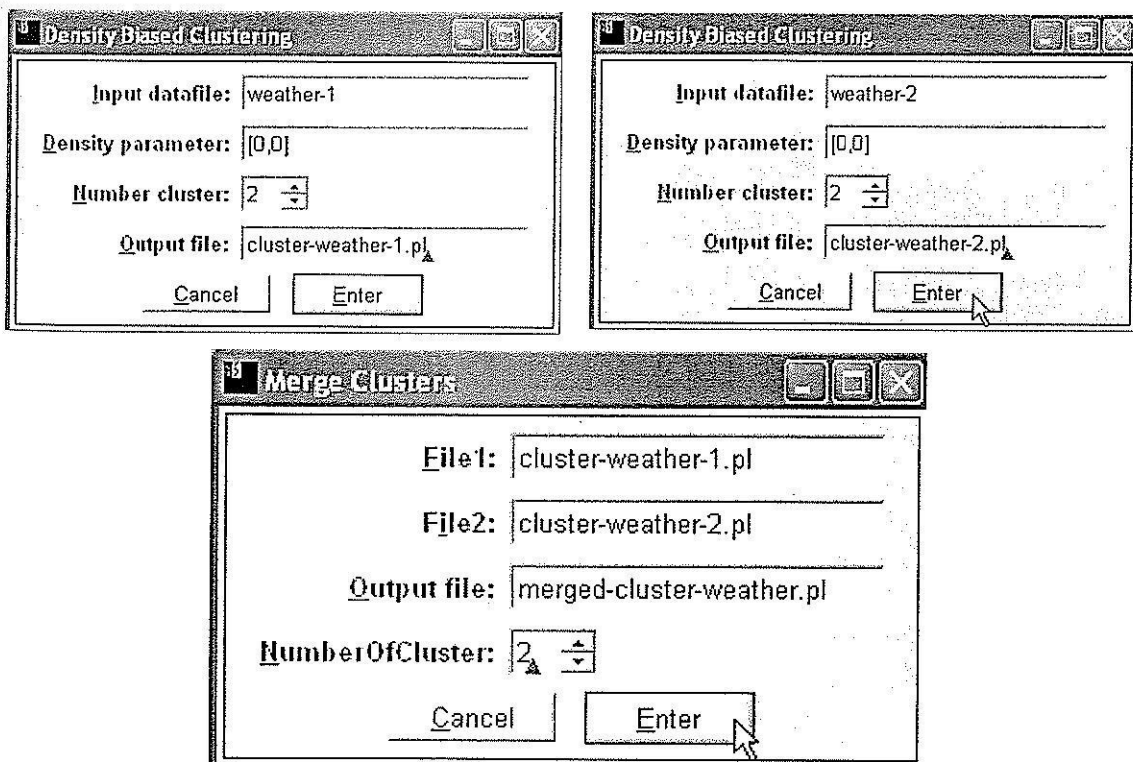 Density Biased Clustering
Input datafile: weather-1
Density parameter: [0,0]
Number cluster: 2
Output file: cluster-weather-1.pl
Cancel Enter
Density Biased Clustering
Input datafile: weather-2
Density parameter: [0,0]
Number cluster: 2
Output file: cluster-weather-2.pl
Cancel Enter
Merge Clusters
File1: cluster-weather-1.pl
File2: cluster-weather-2.pl
Output file: merged-cluster-weather.pl
NumberOfCluster: 2
Cancel Enter